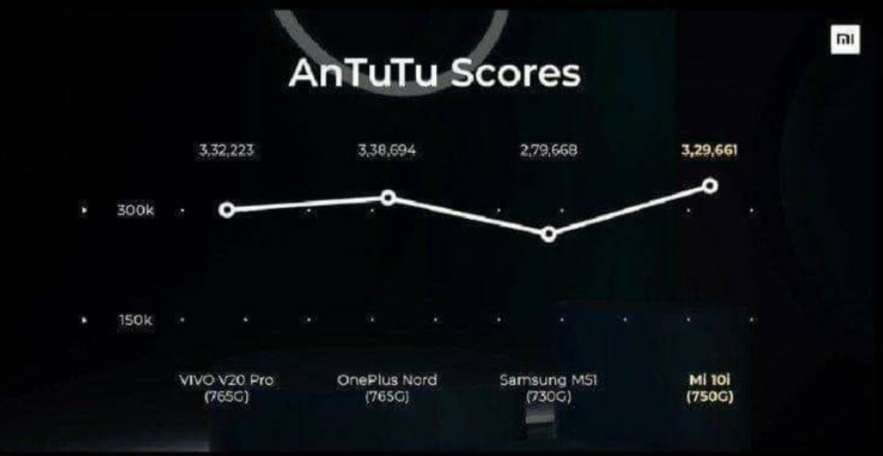 mi
AnTuTu Scores
3,32,223 3,38,694 2,79,668 3,29,661
300k
150k
VIVO V20 Pro OnePlus Nord Samsung M51 Mi 10i
(765G) (765G) (730G) (750G)